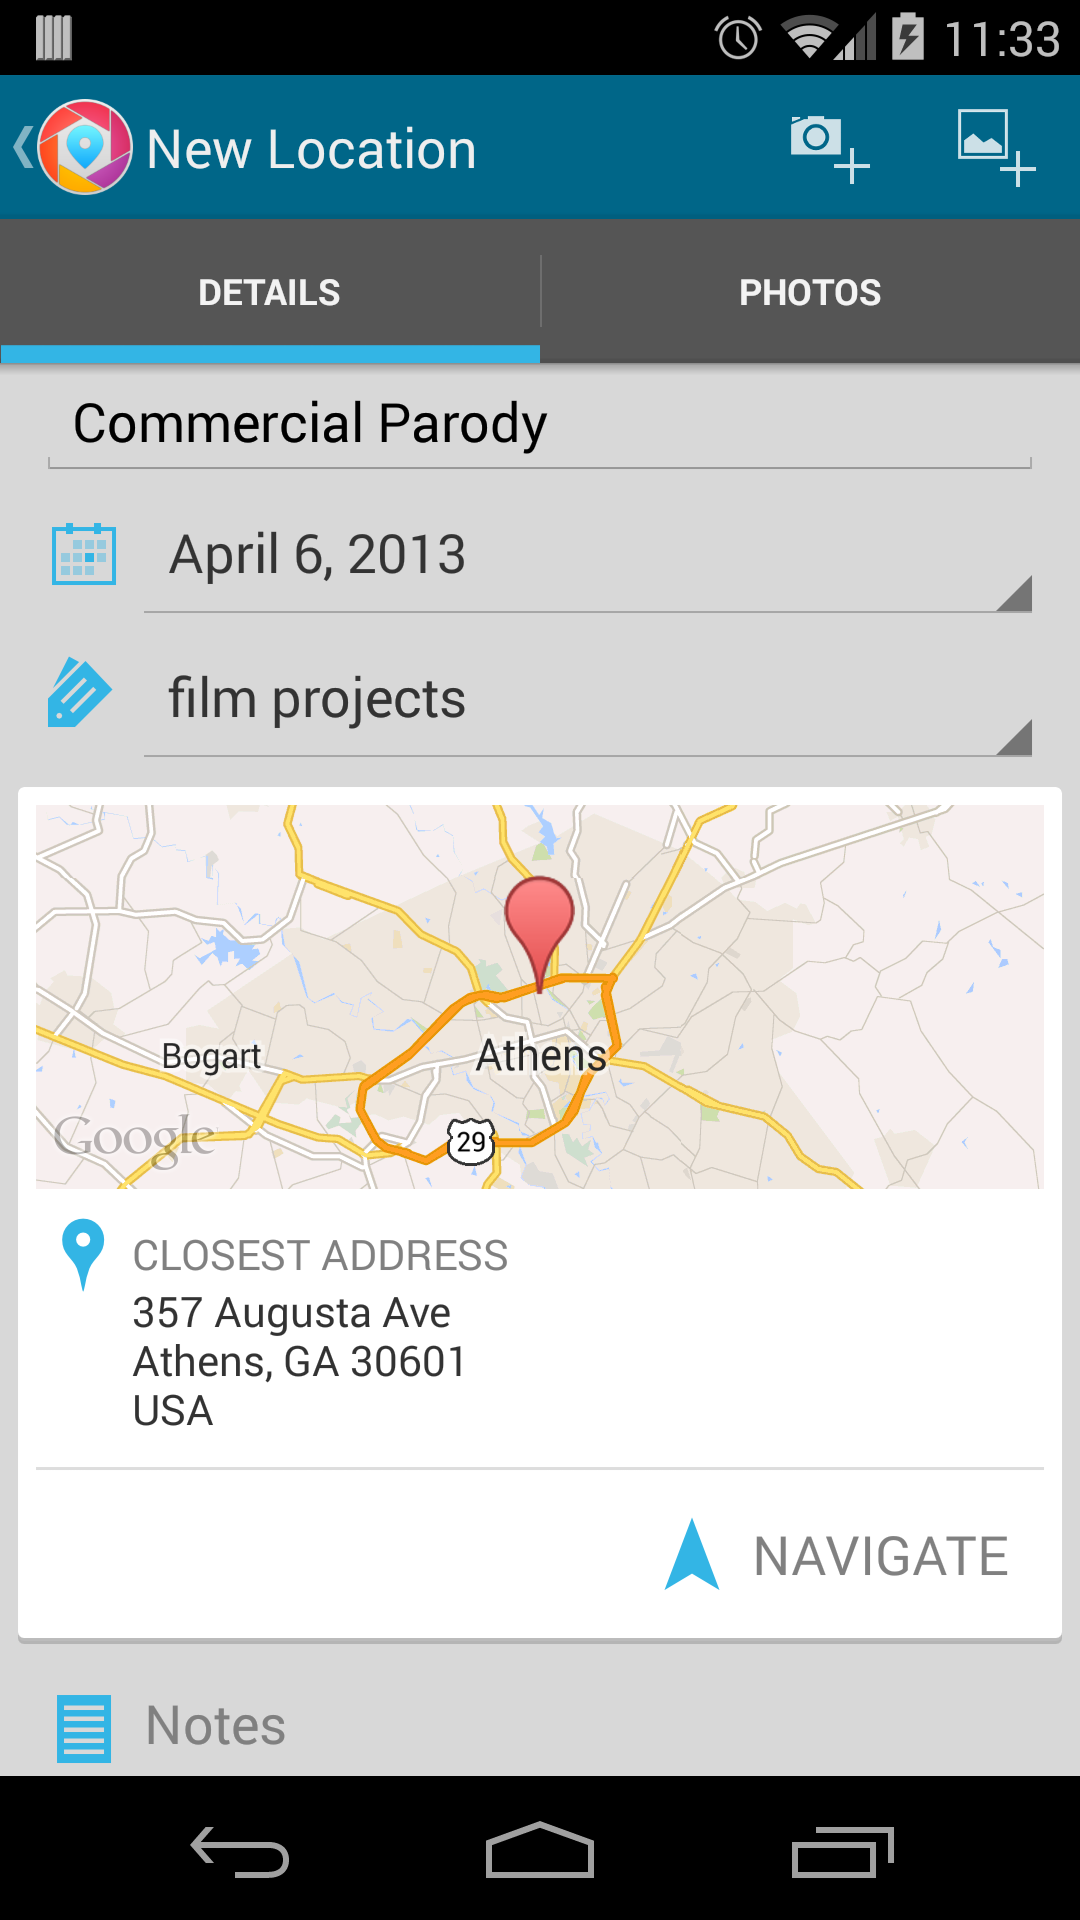 11:33
New Location
DETAILS
PHOTOS
Commercial Parody
April 6, 2013
film projects
Bogart
Athens
Google
29
CLOSEST ADDRESS
357 Augusta Ave
Athens, GA 30601
USA
NAVIGATE
Notes